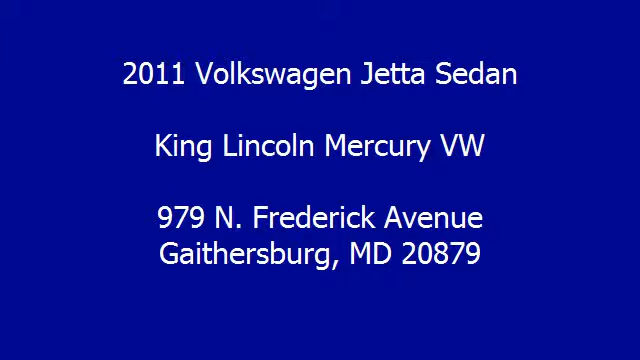 2011 Volkswagen Jetta Sedan
King Lincoln Mercury VW
979 N. Frederick Avenue
Gaithersburg, MD 20879